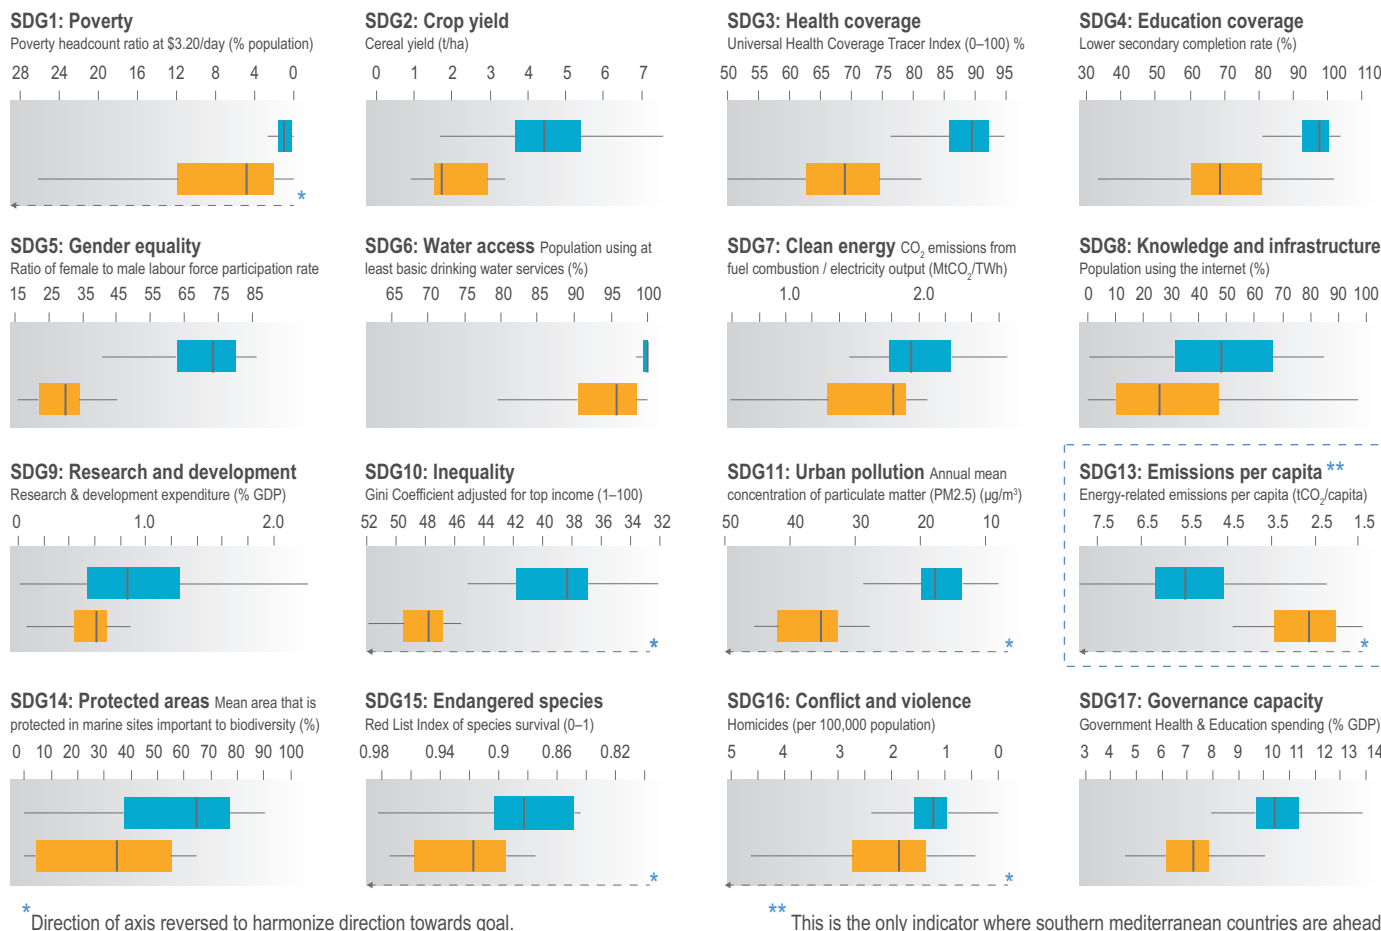 SDG1: Poverty
Poverty headcount ratio at $3.20/day (% population)
28 24 20 16 12 8 4 0
*
SDG2: Crop yield
Cereal yield (t/ha)
0 1 2 3 4 5 6 7
SDG3: Health coverage
Universal Health Coverage Tracer Index (0–100) %
50 55 60 65 70 75 80 85 90 95
SDG4: Education coverage
Lower secondary completion rate (%)
30 40 50 60 70 80 90 100 110
SDG5: Gender equality
Ratio of female to male labour force participation rate
15 25 35 45 55 65 75 85
SDG6: Water access Population using at
least basic drinking water services (%)
65 70 75 80 85 90 95 100
SDG7: Clean energy CO2 emissions from
fuel combustion / electricity output (MtCO2/TWh)
1.0 2.0
SDG8: Knowledge and infrastructure
Population using the internet (%)
0 10 20 30 40 50 60 70 80 90 100
SDG9: Research and development
Research & development expenditure (% GDP)
0 1.0 2.0
SDG10: Inequality
Gini Coefficient adjusted for top income (1–100)
52 50 48 46 44 42 40 38 36 34 32
*
SDG11: Urban pollution Annual mean
concentration of particulate matter (PM2.5) (µg/m³)
50 40 30 20 10
*
SDG13: Emissions per capita **
Energy-related emissions per capita (tCO2/capita)
7.5 6.5 5.5 4.5 3.5 2.5 1.5
*
SDG14: Protected areas Mean area that is
protected in marine sites important to biodiversity (%)
0 10 20 30 40 50 60 70 80 90 100
SDG15: Endangered species
Red List Index of species survival (0–1)
0.98 0.94 0.9 0.86 0.82
*
SDG16: Conflict and violence
Homicides (per 100,000 population)
5 4 3 2 1 0
*
SDG17: Governance capacity
Government Health & Education spending (% GDP)
3 4 5 6 7 8 9 10 11 12 13 14
*Direction of axis reversed to harmonize direction towards goal.
** This is the only indicator where southern mediterranean countries are ahead